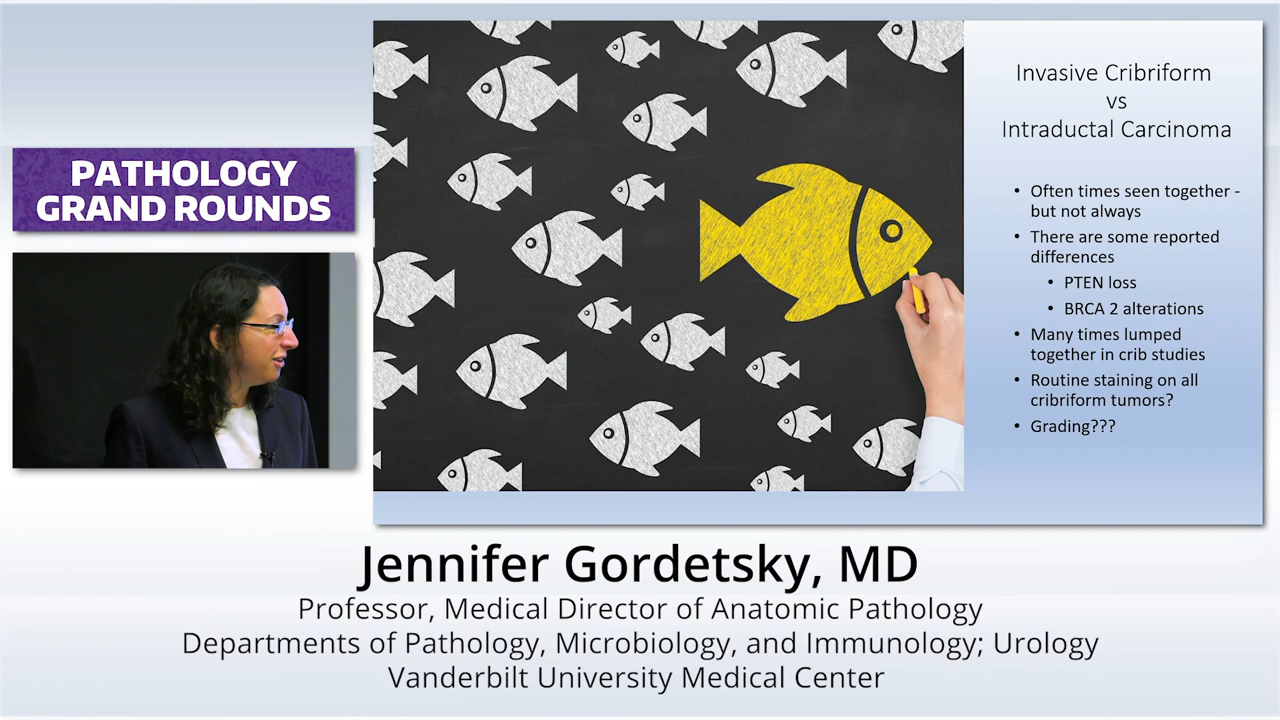 PATHOLOGY
GRAND ROUNDS
Invasive Cribriform
vs
Intraductal Carcinoma
• Often times seen together -
but not always
• There are some reported
differences
• PTEN loss
• BRCA 2 alterations
• Many times lumped
together in crib studies
• Routine staining on all
cribriform tumors?
• Grading???
Jennifer Gordetsky, MD
Professor, Medical Director of Anatomic Pathology
Departments of Pathology, Microbiology, and Immunology; Urology
Vanderbilt University Medical Center